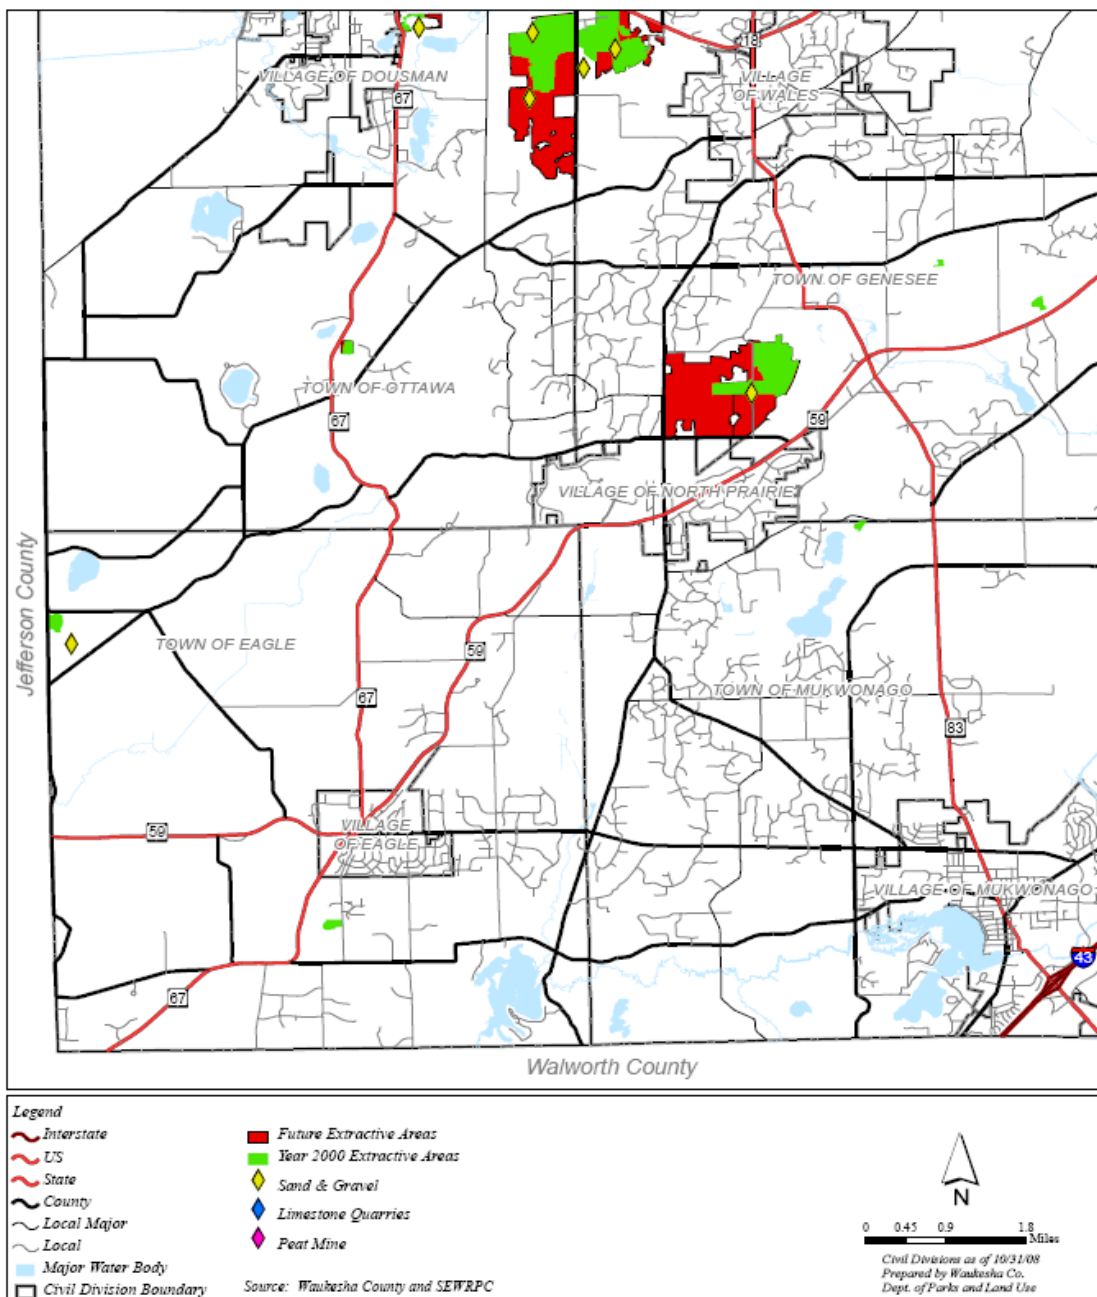 18
VILLAGE OF DOUSMAN
VILLAGE
OF WALES
67
TOWN OF GENESEE
TOWN OF OTTAWA
67
59
VILLAGE OF NORTH PRAIRIE
Jefferson County
TOWN OF EAGLE
59
67
TOWN OF MUKWONAGO
83
59
VILLAGE
OF EAGLE
VILLAGE OF MUKWONAGO
43
67
Walworth County
Legend
Interstate
US
State
County
Local Major
Local
Major Water Body
Civil Division Boundary
Future Extractive Areas
Year 2000 Extractive Areas
Sand & Gravel
Limestone Quarries
Peat Mine
Source: Waukesha County and SEWRPC
N
0 0.45 0.9 1.8
Miles
Civil Divisions as of 10/31/08
Prepared by Waukesha Co.
Dept. of Parks and Land Use